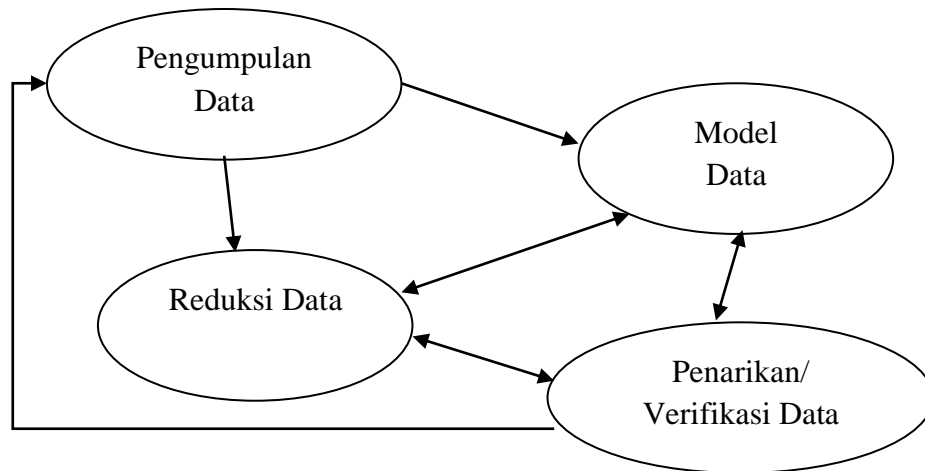 Pengumpulan
Data
Model
Data
Reduksi Data
Penarikan/
Verifikasi Data